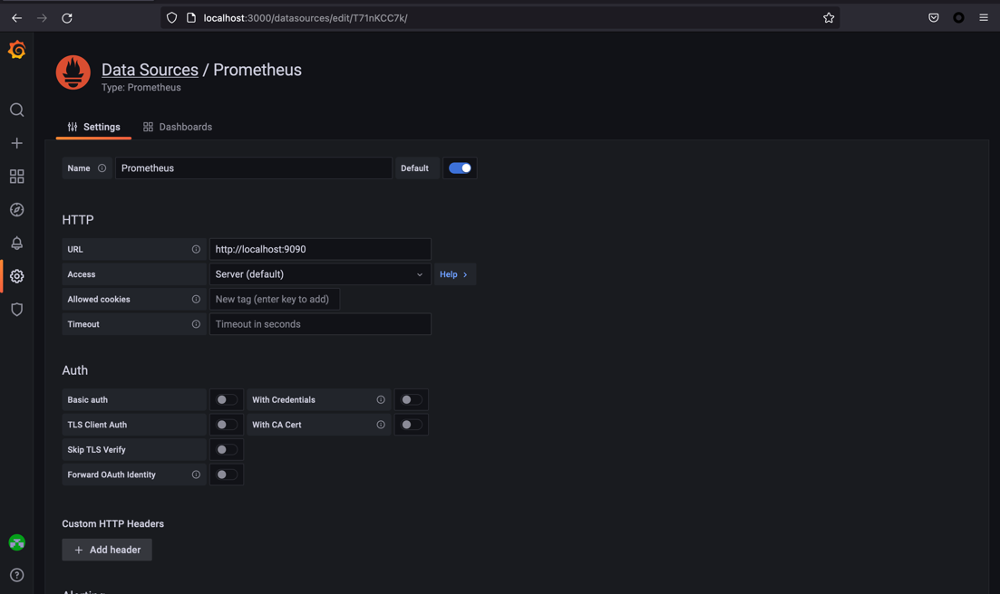 localhost:3000/datasources/edit/T71nKCC7k/
Data Sources / Prometheus
Type: Prometheus
Settings
Dashboards
Name
Prometheus
Default
HTTP
URL
http://localhost:9090
Access
Server (default)
Help
Allowed cookies
New tag (enter key to add)
Timeout
Timeout in seconds
Auth
Basic auth
With Credentials
TLS Client Auth
With CA Cert
Skip TLS Verify
Forward OAuth Identity
Custom HTTP Headers
Add header
Alerting